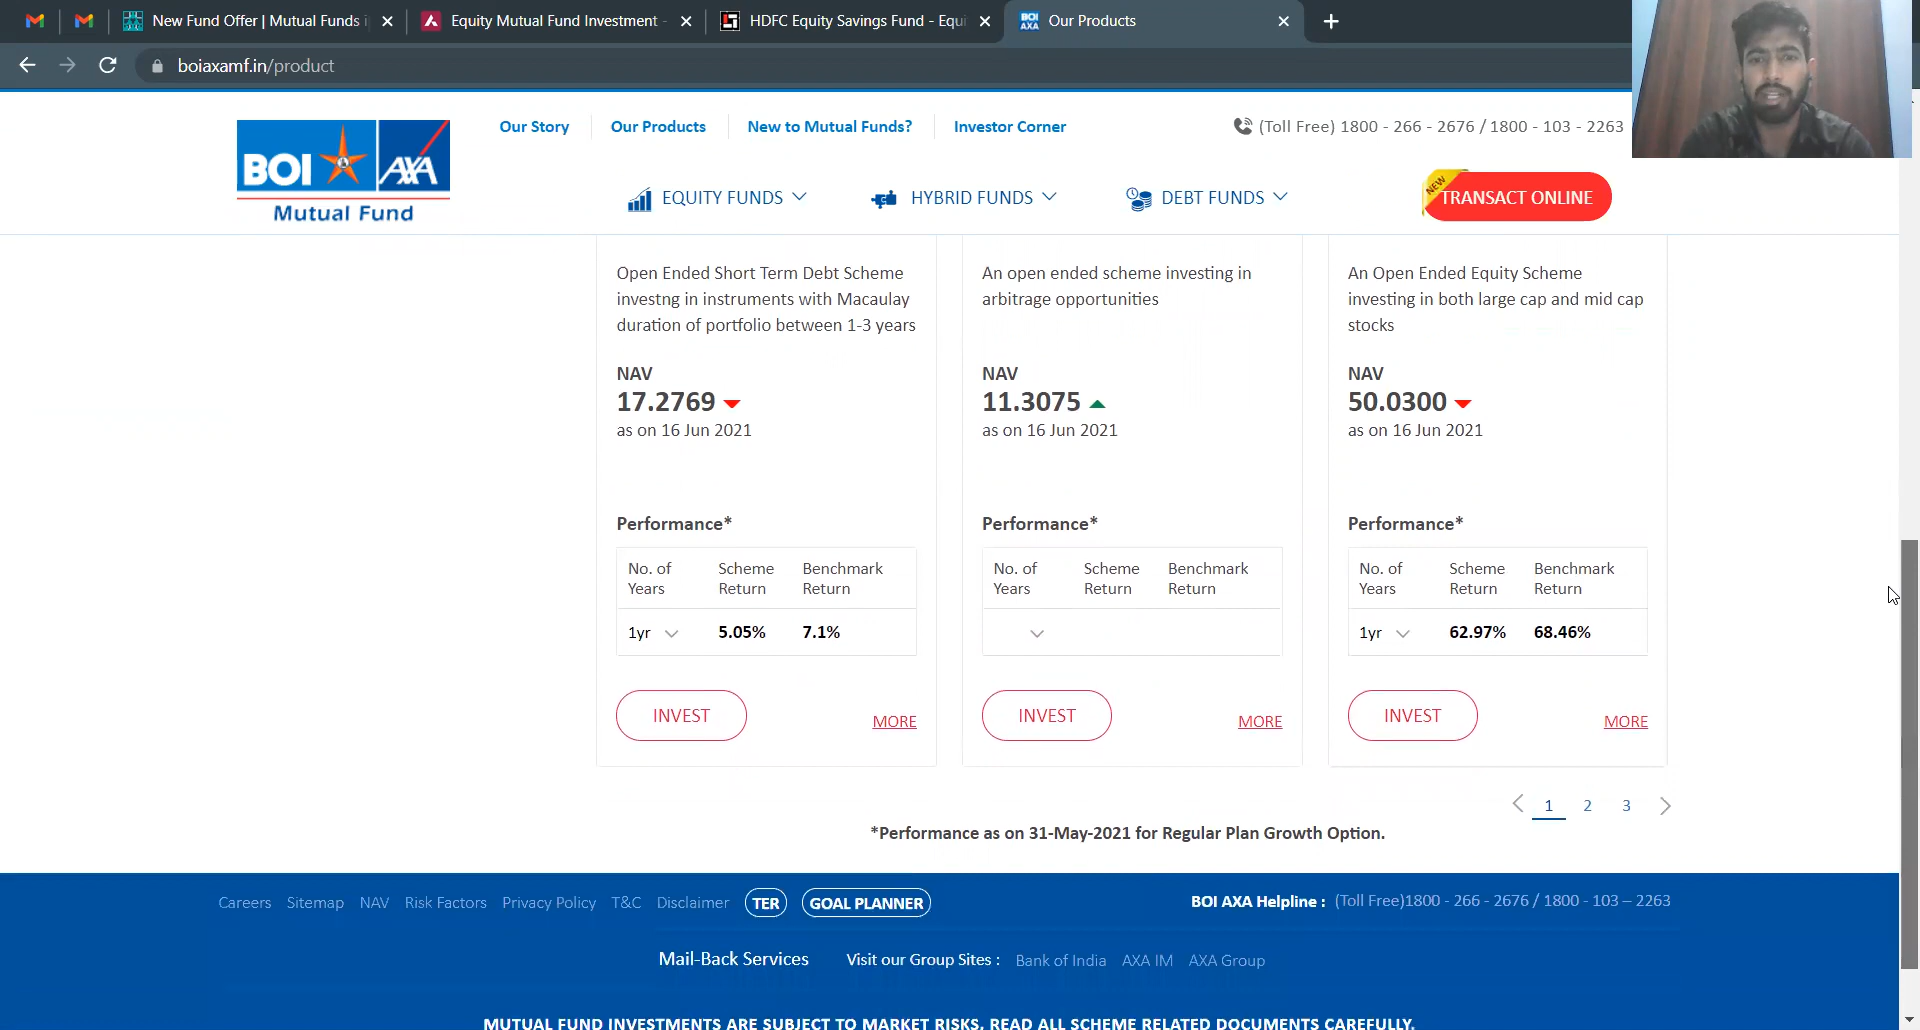 New Fund Offer | Mutual Funds i
Equity Mutual Fund Investment -
HDFC Equity Savings Fund - Equi
BOI AXA
Our Products
boiaxamf.in/product
BOI AXA
Mutual Fund
Our Story
Our Products
New to Mutual Funds?
Investor Corner
(Toll Free) 1800 - 266 - 2676 / 1800 - 103 - 2263
EQUITY FUNDS
HYBRID FUNDS
DEBT FUNDS
NEW
TRANSACT ONLINE
Open Ended Short Term Debt Scheme
investng in instruments with Macaulay
duration of portfolio between 1-3 years
NAV
17.2769
as on 16 Jun 2021
Performance*
No. of Years
Scheme Return
Benchmark Return
1yr 5.05% 7.1%
INVEST
MORE
An open ended scheme investing in
arbitrage opportunities
NAV
11.3075
as on 16 Jun 2021
Performance*
No. of Years
Scheme Return
Benchmark Return
INVEST
MORE
An Open Ended Equity Scheme
investing in both large cap and mid cap
stocks
NAV
50.0300
as on 16 Jun 2021
Performance*
No. of Years
Scheme Return
Benchmark Return
1yr 62.97% 68.46%
INVEST
MORE
1 2 3
*Performance as on 31-May-2021 for Regular Plan Growth Option.
Careers Sitemap NAV Risk Factors Privacy Policy T&C Disclaimer TER GOAL PLANNER
BOI AXA Helpline : (Toll Free)1800 - 266 - 2676 / 1800 - 103 – 2263
Mail-Back Services
Visit our Group Sites : Bank of India AXA IM AXA Group
MUTUAL FUND INVESTMENTS ARE SUBJECT TO MARKET RISKS, READ ALL SCHEME RELATED DOCUMENTS CAREFULLY.